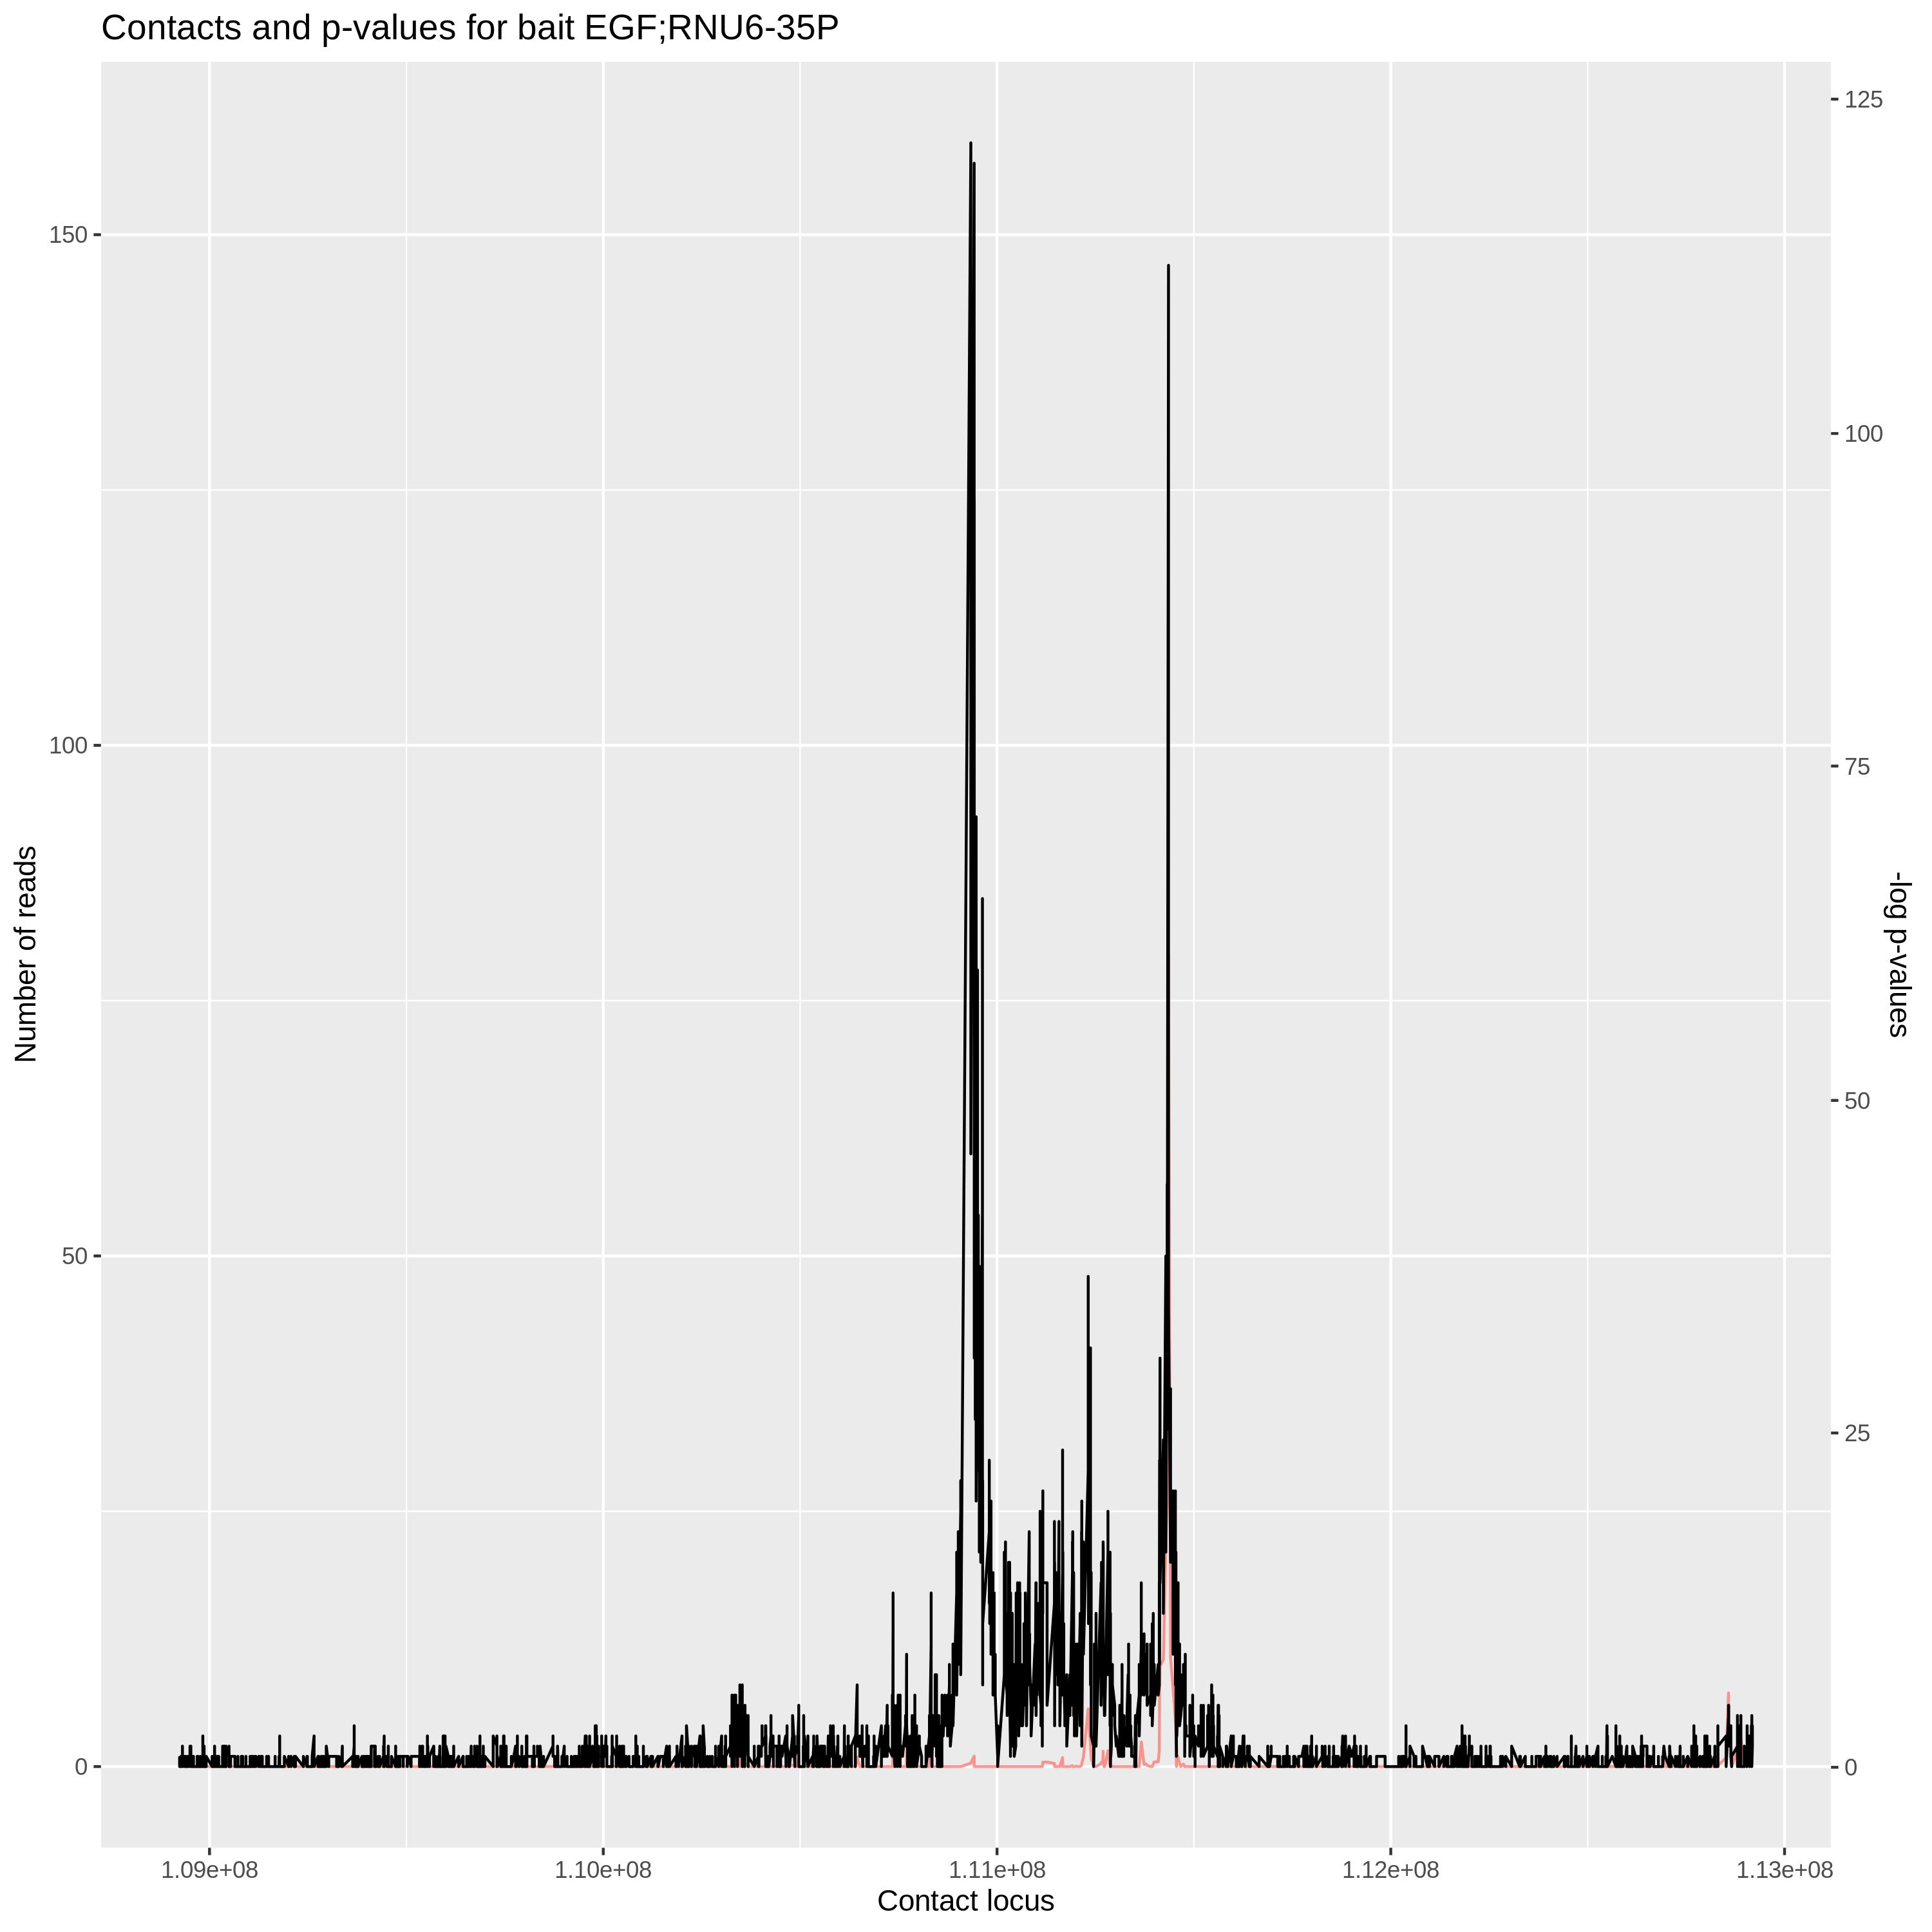 Contacts and p-values for bait EGF;RNU6-35P
Number of reads
150
100
50
0
125
100
75
50
25
0
-log p-values
1.09e+08
1.10e+08
1.11e+08
1.12e+08
1.13e+08
Contact locus